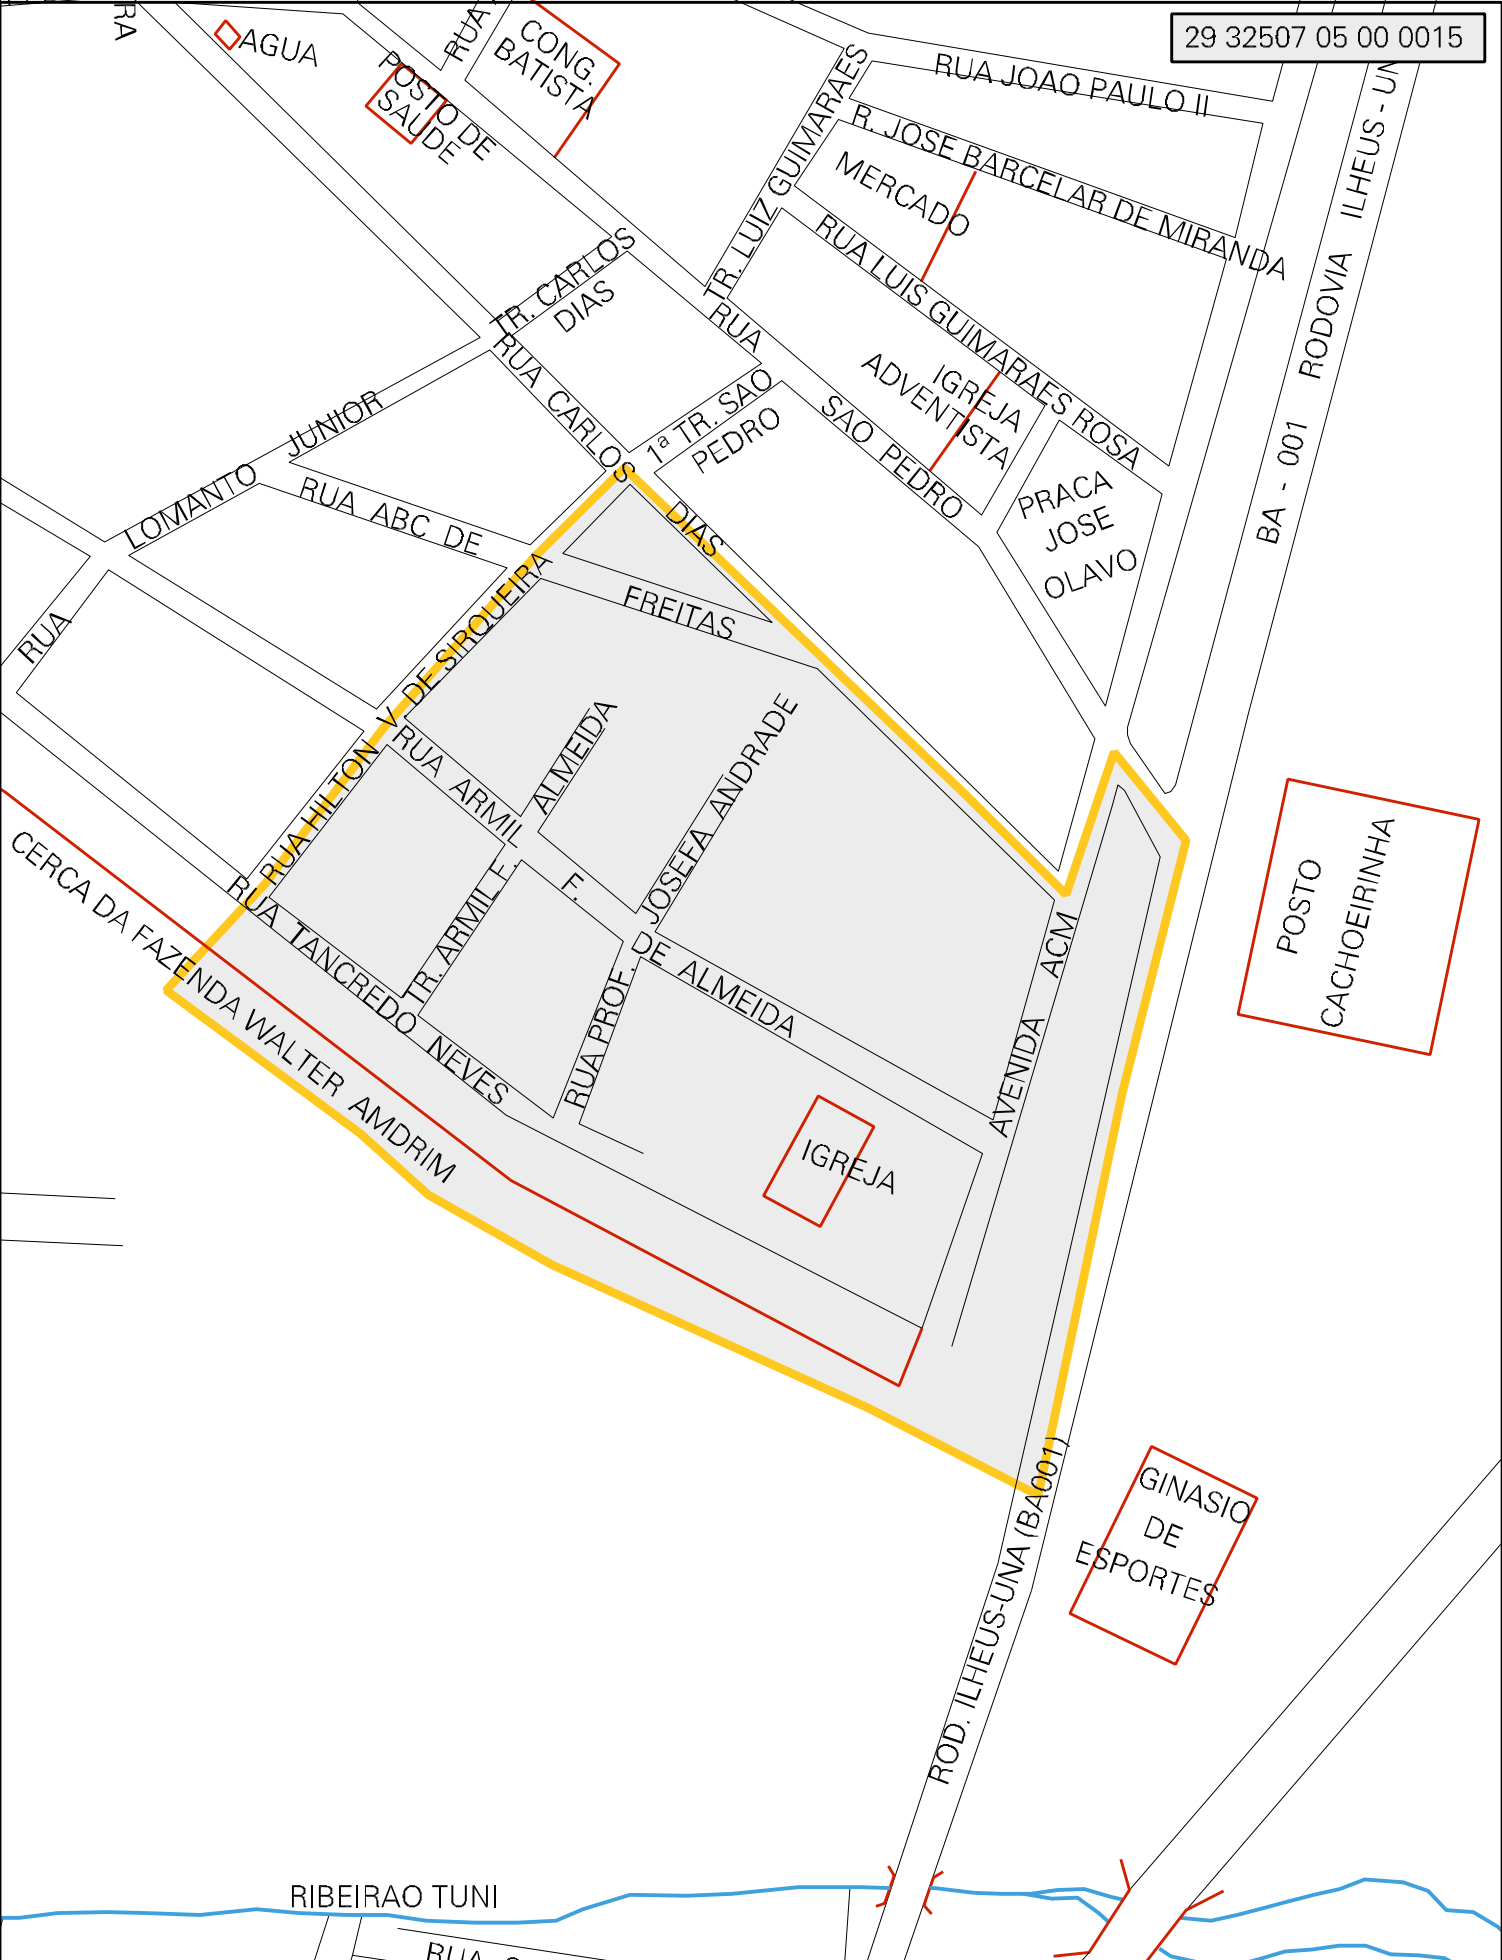 29 32507 05 00 0015
RA
AGUA
POSTO DE
SAUDE
RUA
CONG.
BATISTA
RUA JOAO PAULO II
R. JOSE BARCELAR DE MIRANDA
MERCADO
TR. LUIZ GUIMARAES
RUA LUIS GUIMARAES ROSA
RODOVIA ILHEUS - UN
BA - 001
TR. CARLOS
DIAS
RUA SAO PEDRO
IGREJA
ADVENTISTA
RUA CARLOS DIAS
1ª TR. SAO
PEDRO
PRACA
JOSE
OLAVO
RUA LOMANTO JUNIOR
RUA ABC DE FREITAS
RUA HILTON V DE SIRQUEIRA
RUA ARMIL F. DE ALMEIDA
TR. ARMIL F. ALMEIDA
RUA PROF. JOSEFA ANDRADE
RUA TANCREDO NEVES
CERCA DA FAZENDA WALTER AMDRIM
AVENIDA ACM
POSTO
CACHOEIRINHA
IGREJA
ROD. ILHEUS-UNA (BA001)
GINASIO
DE
ESPORTES
RIBEIRAO TUNI
RUA